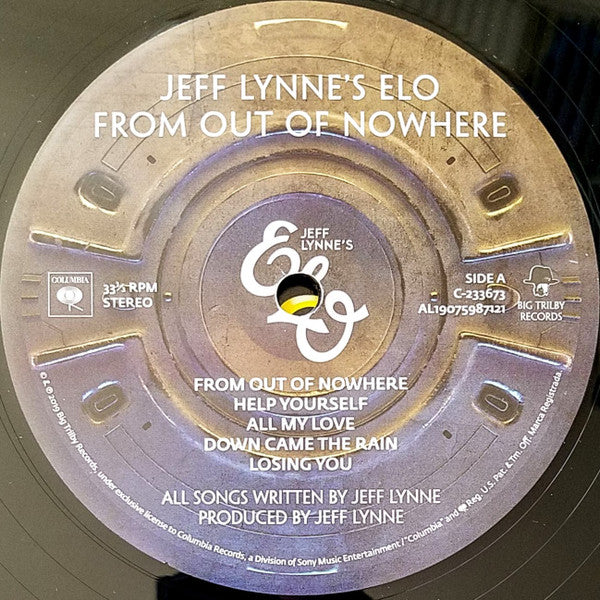 JEFF LYNNE'S ELO
FROM OUT OF NOWHERE
JEFF
LYNNE'S
ELO
COLUMBIA
33⅓ RPM
STEREO
SIDE A
C-233673
AL19075987121
BIG TRILBY
RECORDS
FROM OUT OF NOWHERE
HELP YOURSELF
ALL MY LOVE
DOWN CAME THE RAIN
LOSING YOU
ALL SONGS WRITTEN BY JEFF LYNNE
PRODUCED BY JEFF LYNNE
© & ℗ 2019 Big Trilby Records, under exclusive license to Columbia Records, a Division of Sony Music Entertainment / "Columbia" and Reg. U.S. Pat. & Tm. Off. Marca Registrada.